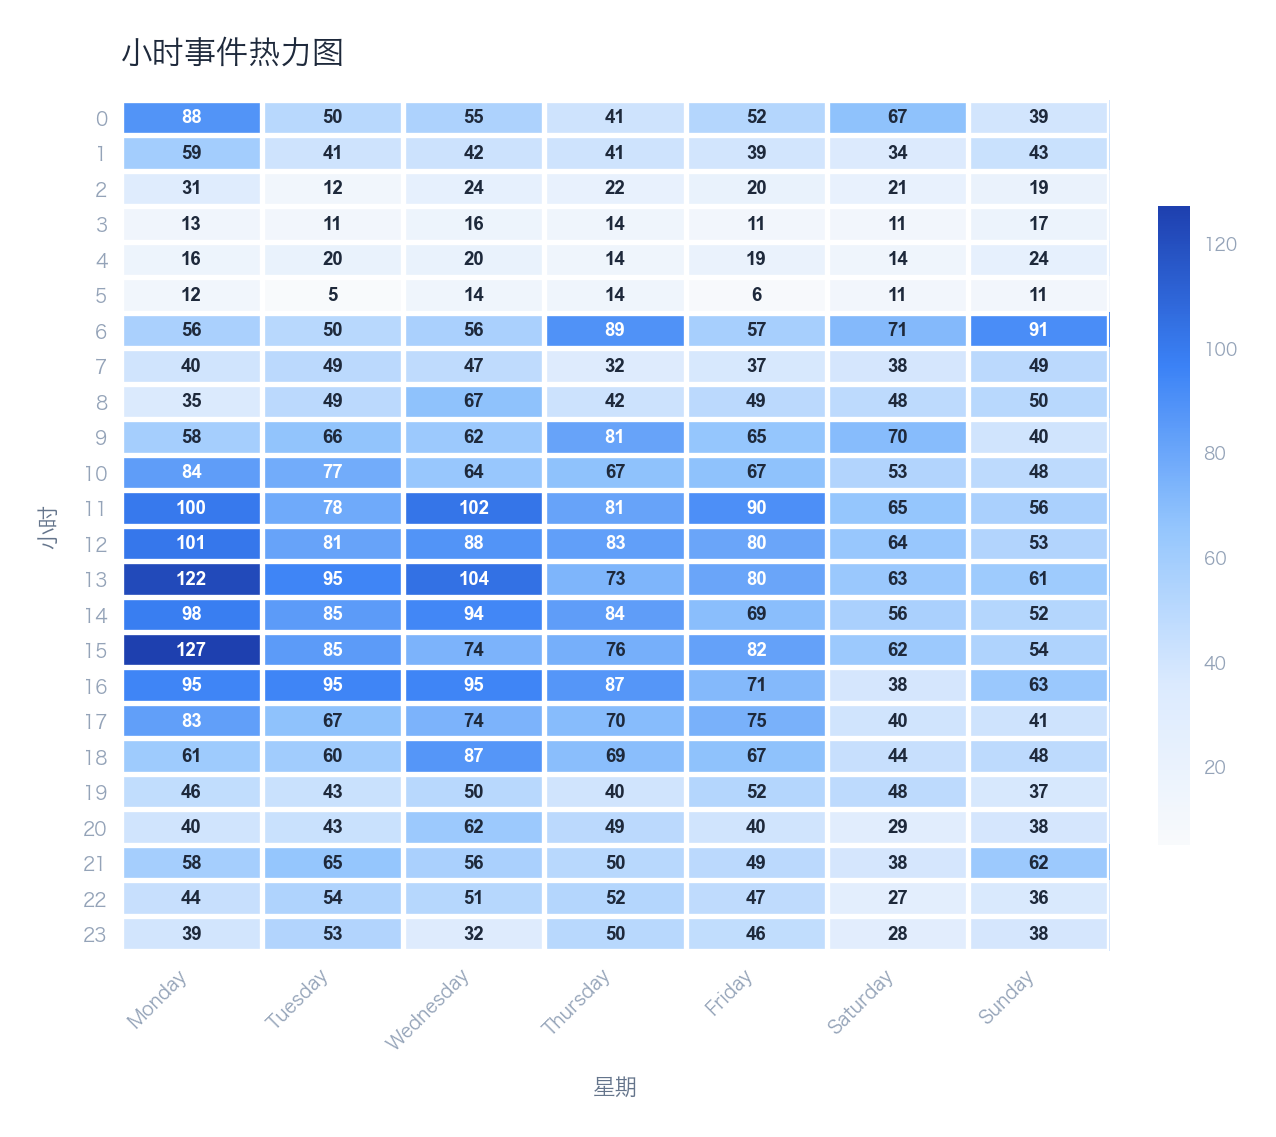 小时事件热力图
0 88 50 55 41 52 67 39
1 59 41 42 41 39 34 43
2 31 12 24 22 20 21 19
3 13 11 16 14 11 11 17
4 16 20 20 14 19 14 24
5 12 5 14 14 6 11 11
6 56 50 56 89 57 71 91
7 40 49 47 32 37 38 49
8 35 49 67 42 49 48 50
9 58 66 62 81 65 70 40
10 84 77 64 67 67 53 48
11 100 78 102 81 90 65 56
12 101 81 88 83 80 64 53
13 122 95 104 73 80 63 61
14 98 85 94 84 69 56 52
15 127 85 74 76 82 62 54
16 95 95 95 87 71 38 63
17 83 67 74 70 75 40 41
18 61 60 87 69 67 44 48
19 46 43 50 40 52 48 37
20 40 43 62 49 40 29 38
21 58 65 56 50 49 38 62
22 44 54 51 52 47 27 36
23 39 53 32 50 46 28 38
Monday Tuesday Wednesday Thursday Friday Saturday Sunday
星期
小时
120
100
80
60
40
20